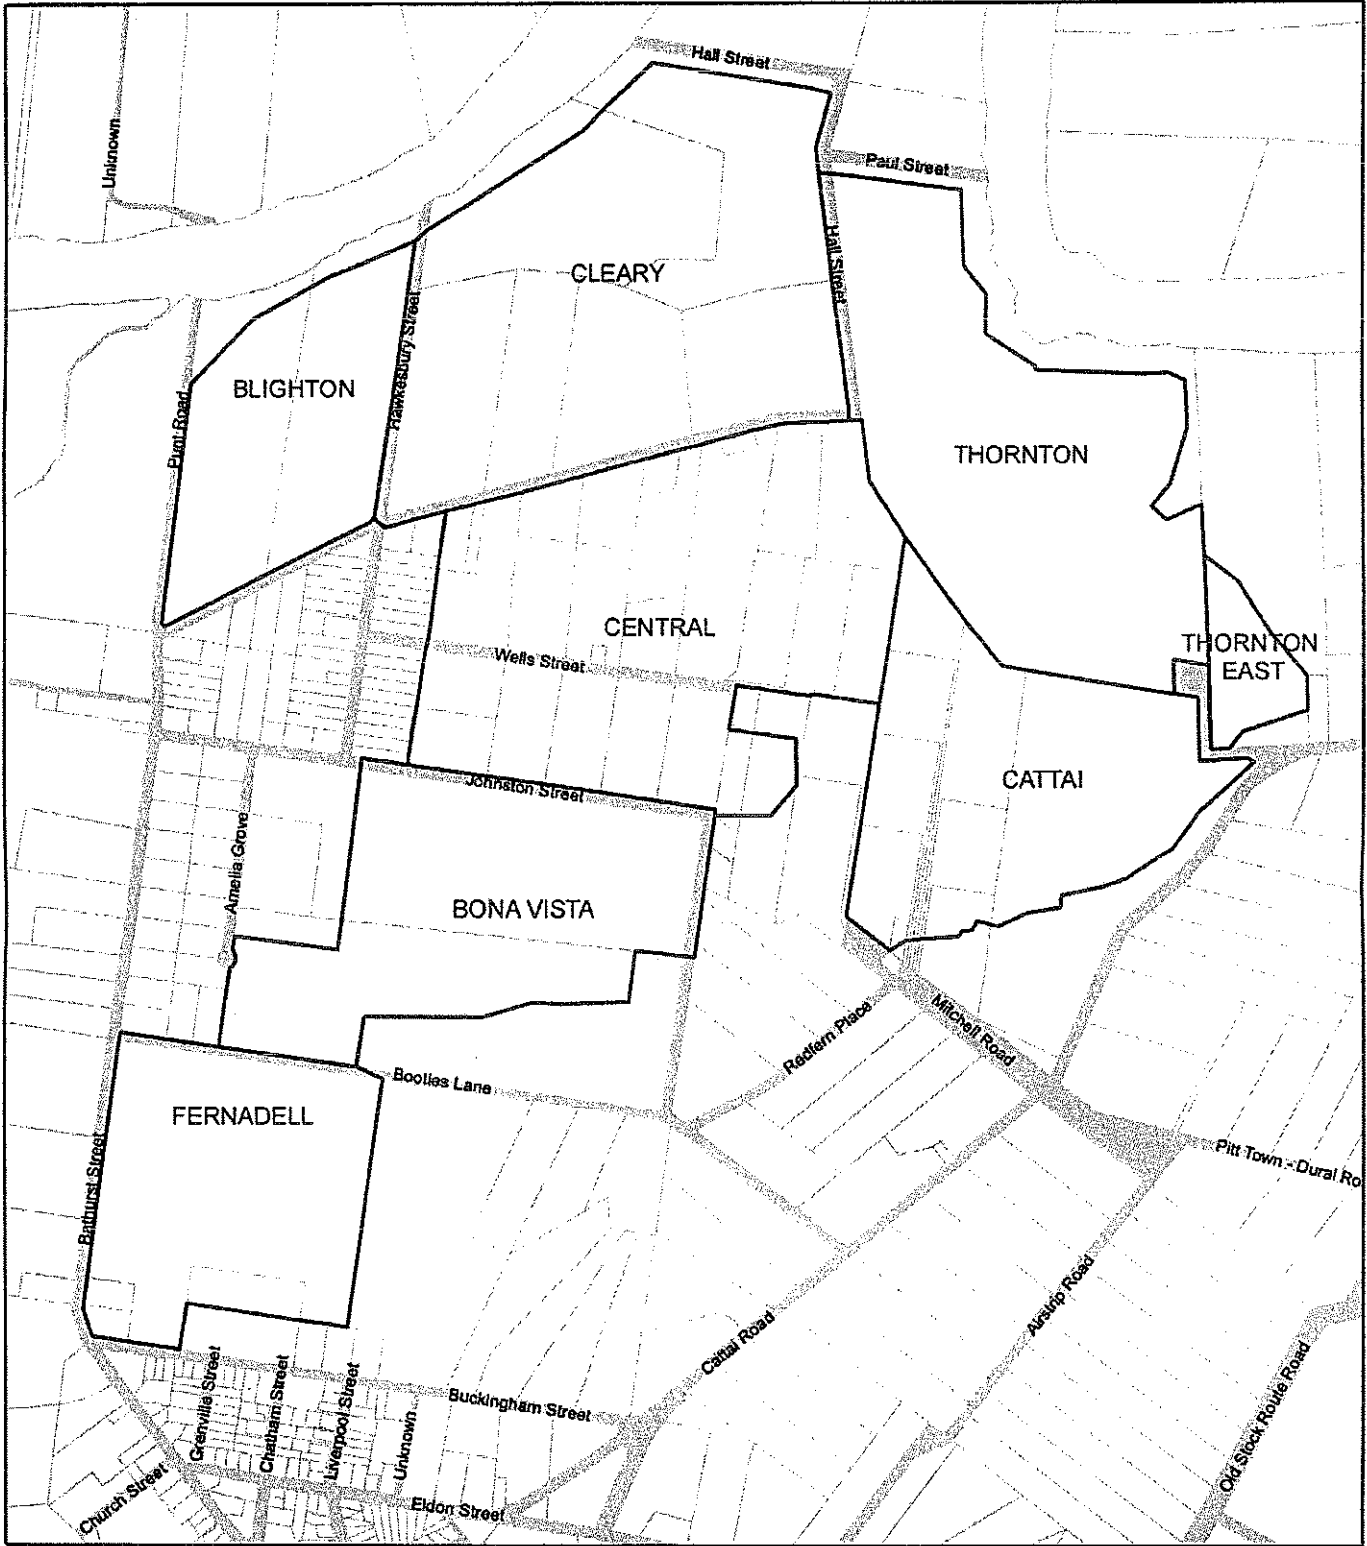 Hall Street
Unknown
Paul Street
Hall Street
CLEARY
Hawkesbury Street
BLIGHTON
Punt Road
THORNTON
CENTRAL
Wells Street
THORNTON
EAST
CATTAI
Johnston Street
Amelia Grove
BONA VISTA
Redfern Place
Mitchell Road
Bootles Lane
FERNADELL
Bathurst Street
Pitt Town - Dural Ro
Airstrip Road
Cattai Road
Old Stock Route Road
Grenville Street
Chatham Street
Liverpool Street
Buckingham Street
Unknown
Church Street
Eldon Street